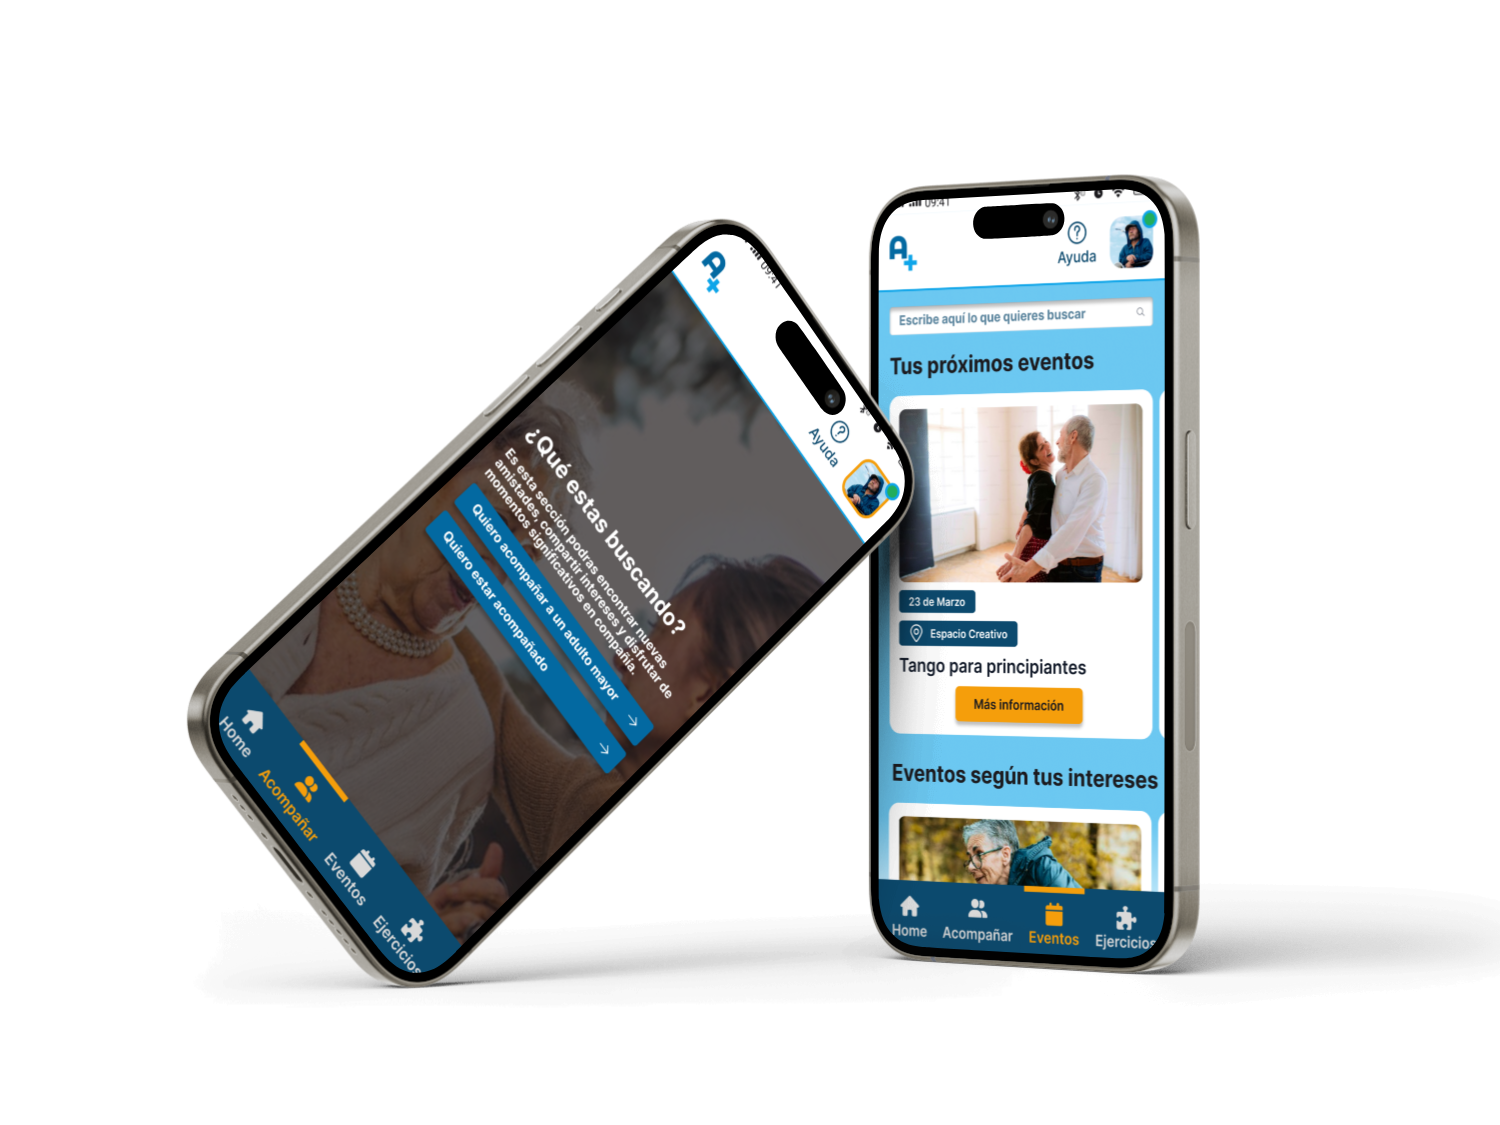 09:41
A+
Ayuda
¿Qué estas buscando?
Es esta sección podras encontrar nuevas
amistades, compartir intereses y disfrutar de
momentos significativos en compañía.
Quiero acompañar a un adulto mayor
Quiero estar acompañado
Home
Acompañar
Eventos
Ejercicios
09:41
A+
Ayuda
Escribe aquí lo que quieres buscar
Tus próximos eventos
23 de Marzo
Espacio Creativo
Tango para principiantes
Más información
Eventos según tus intereses
Home
Acompañar
Eventos
Ejercicios